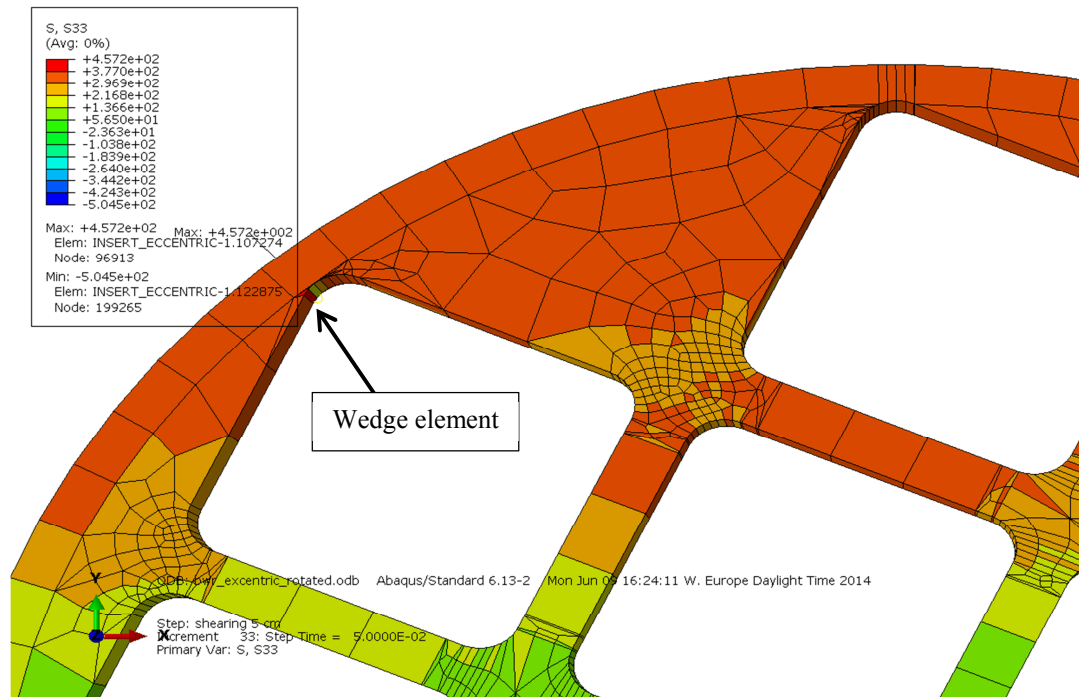 S, S33
(Avg: 0%)
+4.572e+02
+3.770e+02
+2.969e+02
+2.168e+02
+1.366e+02
+5.650e+01
-2.363e+01
-1.038e+02
-1.839e+02
-2.640e+02
-3.442e+02
-4.243e+02
-5.045e+02
Max: +4.572e+02
Elem: INSERT_ECCENTRIC-1.107274
Node: 96913
Min: -5.045e+02
Elem: INSERT_ECCENTRIC-1.122875
Node: 199265
Max: +4.572e+002
Wedge element
ODB: bwr_excentric_rotated.odb Abaqus/Standard 6.13-2 Mon Jun 09 16:24:11 W. Europe Daylight Time 2014
Y
X
Step: shearing 5 cm
Increment 33: Step Time = 5.0000E-02
Primary Var: S, S33